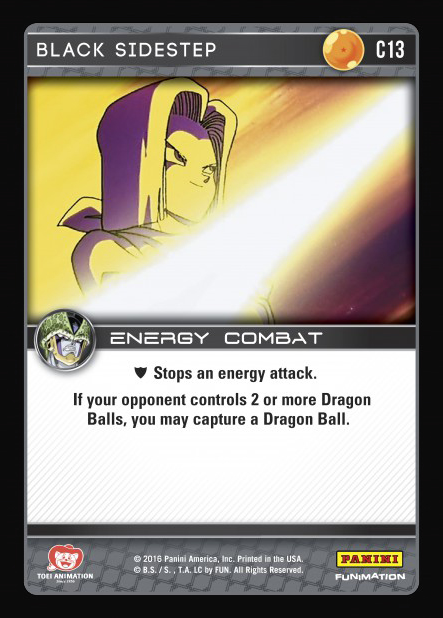 BLACK SIDESTEP C13
ENERGY COMBAT
Stops an energy attack.
If your opponent controls 2 or more Dragon
Balls, you may capture a Dragon Ball.
© 2016 Panini America, Inc. Printed in the USA.
© B.S. / S. , T.A. LC by FUN. All Rights Reserved.
TOEI ANIMATION
Since 1956
PANINI
FUNIMATION